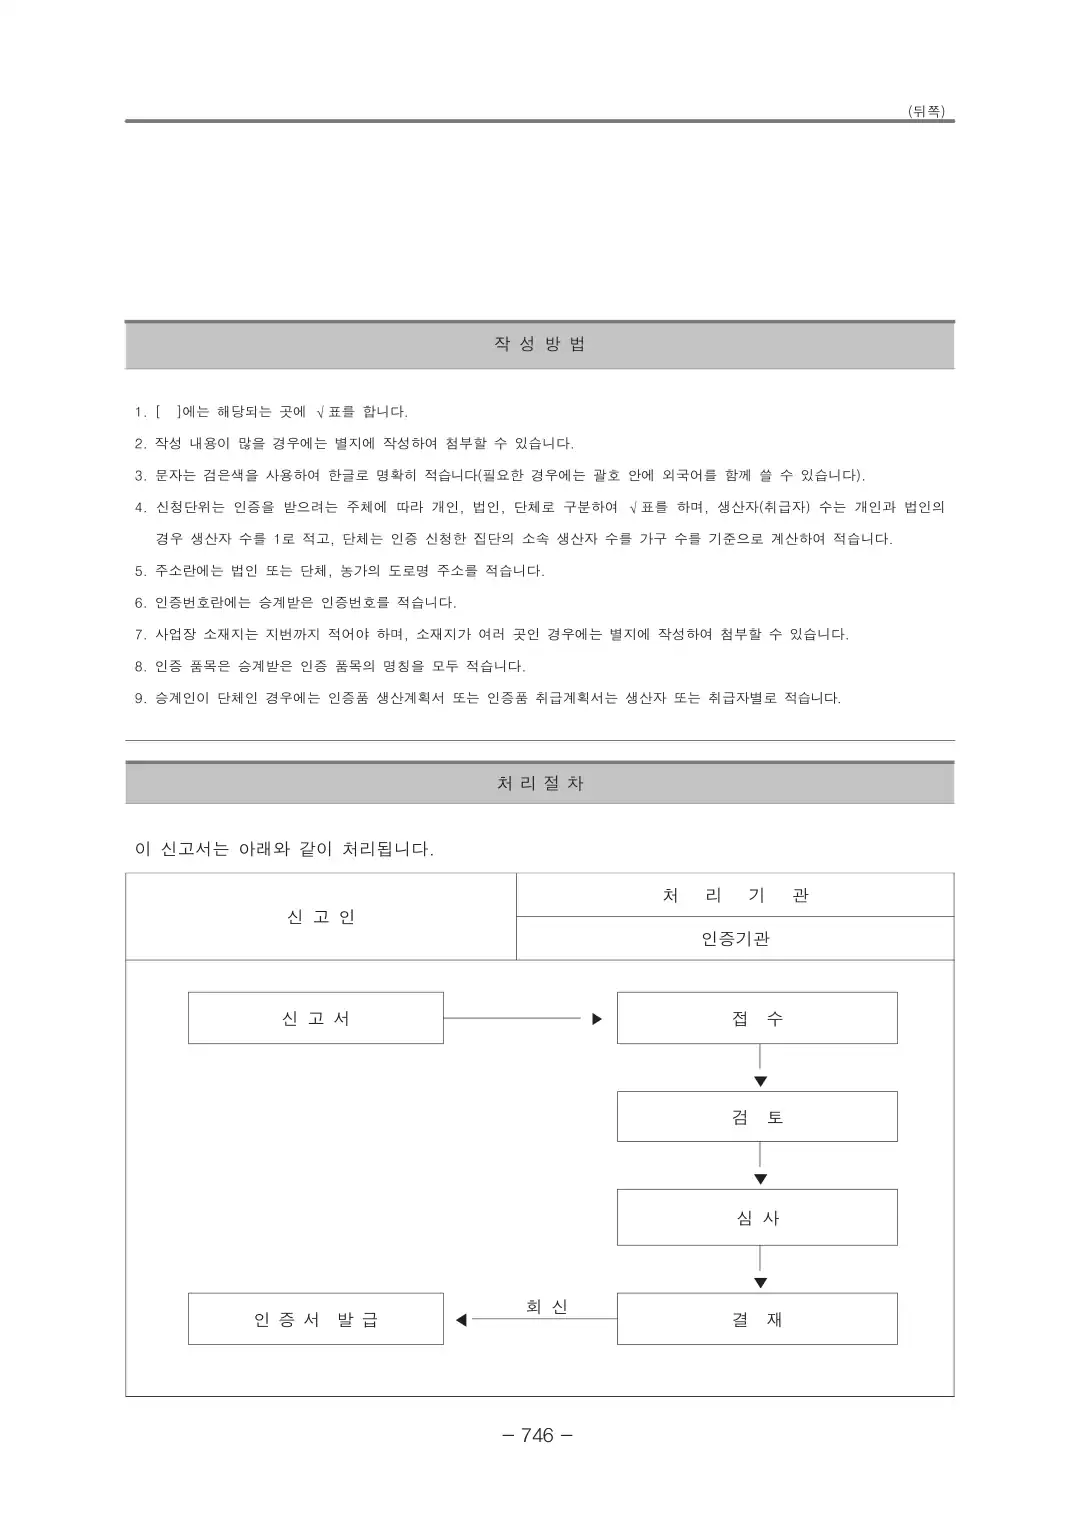 (뒤쪽)
작 성 방 법
1. [  ]에는 해당되는 곳에 √표를 합니다.
2. 작성 내용이 많을 경우에는 별지에 작성하여 첨부할 수 있습니다.
3. 문자는 검은색을 사용하여 한글로 명확히 적습니다(필요한 경우에는 괄호 안에 외국어를 함께 쓸 수 있습니다).
4. 신청단위는 인증을 받으려는 주체에 따라 개인, 법인, 단체로 구분하여 √표를 하며, 생산자(취급자) 수는 개인과 법인의
경우 생산자 수를 1로 적고, 단체는 인증 신청한 집단의 소속 생산자 수를 가구 수를 기준으로 계산하여 적습니다.
5. 주소란에는 법인 또는 단체, 농가의 도로명 주소를 적습니다.
6. 인증번호란에는 승계받은 인증번호를 적습니다.
7. 사업장 소재지는 지번까지 적어야 하며, 소재지가 여러 곳인 경우에는 별지에 작성하여 첨부할 수 있습니다.
8. 인증 품목은 승계받은 인증 품목의 명칭을 모두 적습니다.
9. 승계인이 단체인 경우에는 인증품 생산계획서 또는 인증품 취급계획서는 생산자 또는 취급자별로 적습니다.
처 리 절 차
이 신고서는 아래와 같이 처리됩니다.
신 고 인
처 리 기 관
인증기관
신 고 서
접 수
검 토
심 사
인 증 서 발 급
회 신
결 재
- 746 -